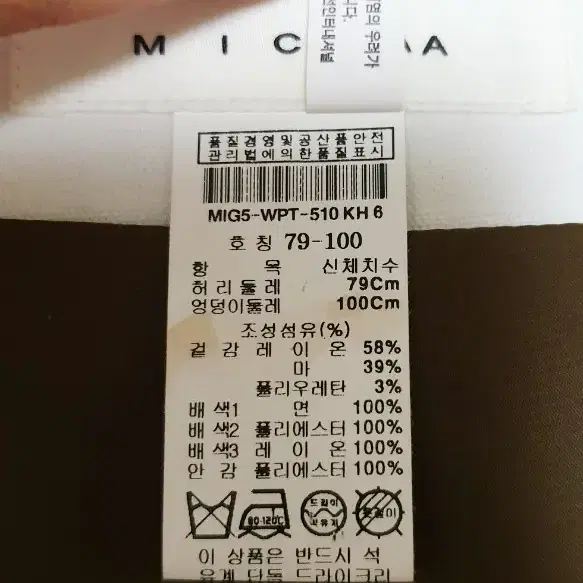 M I C A A
품질경영및공산품안전
관리법에의한품질표시
MIG5-WPT-510 KH 6
호칭 79-100
항 목 신체치수
허리둘레 79Cm
엉덩이둘레 100Cm
조성섬유(%)
겉감 레 이 온 58%
마 39%
폴리우레탄 3%
배색1 면 100%
배색2 폴리에스터 100%
배색3 레 이 온 100%
안 감 폴리에스터 100%
80-120℃
드라이
석유계
이 상품은 반드시 석
유계 단독 드라이크리